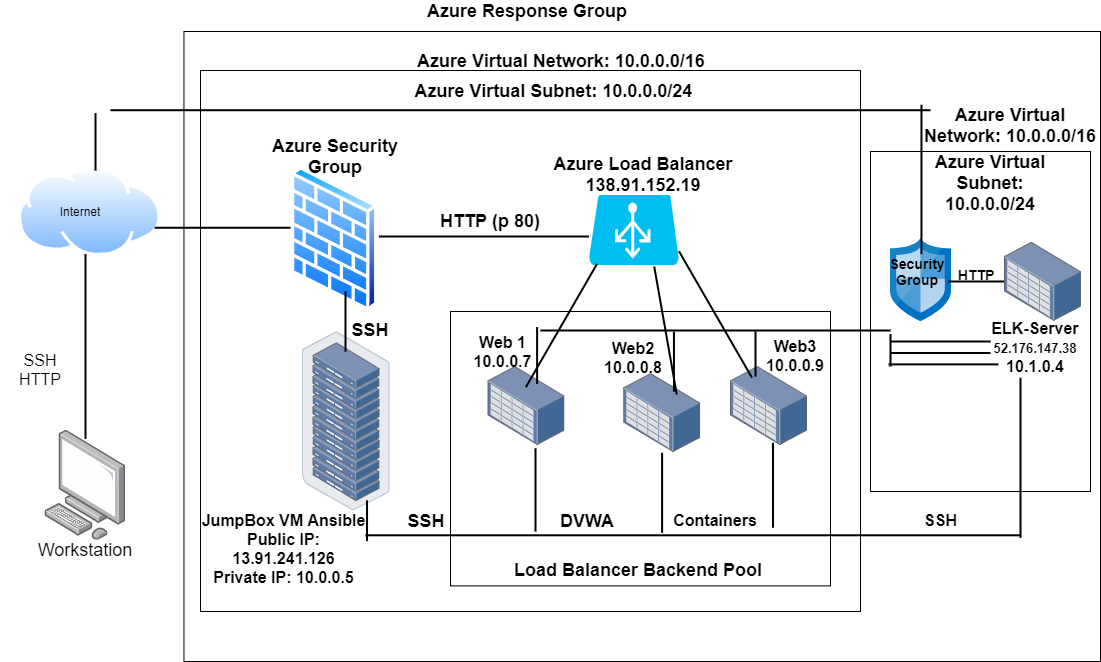 Azure Response Group
Azure Virtual Network: 10.0.0.0/16
Azure Virtual Subnet: 10.0.0.0/24
Azure Virtual
Network: 10.0.0.0/16
Azure Virtual
Subnet:
10.0.0.0/24
Azure Security
Group
Azure Load Balancer
138.91.152.19
Internet
HTTP (p 80)
Security
Group
HTTP
SSH
ELK-Server
52.176.147.38
10.1.0.4
Web 1
10.0.0.7
Web2
10.0.0.8
Web3
10.0.0.9
SSH
HTTP
Workstation
JumpBox VM Ansible
Public IP:
13.91.241.126
Private IP: 10.0.0.5
SSH
DVWA
Containers
SSH
Load Balancer Backend Pool